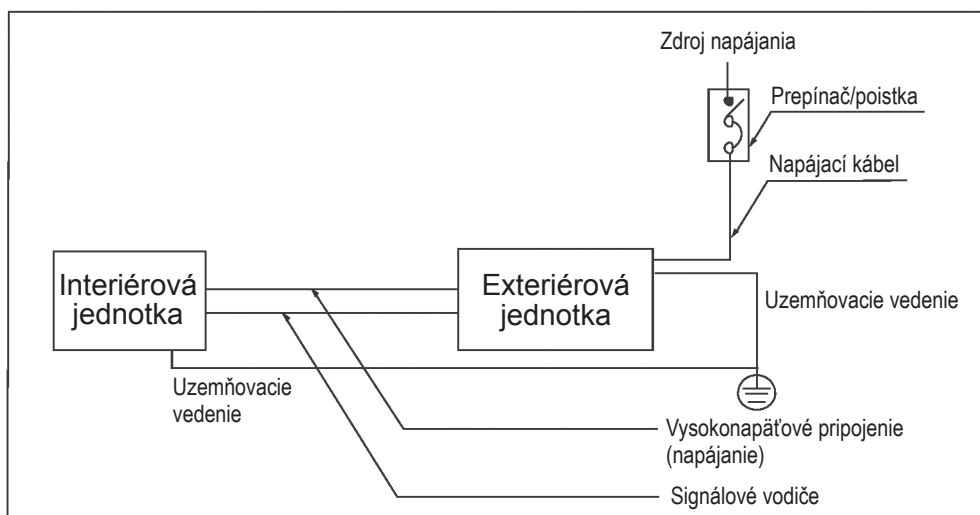 Zdroj napájania
Prepínač/poistka
Napájací kábel
Interiérová
jednotka
Exteriérová
jednotka
Uzemňovacie vedenie
Uzemňovacie
vedenie
Vysokonapäťové pripojenie
(napájanie)
Signálové vodiče